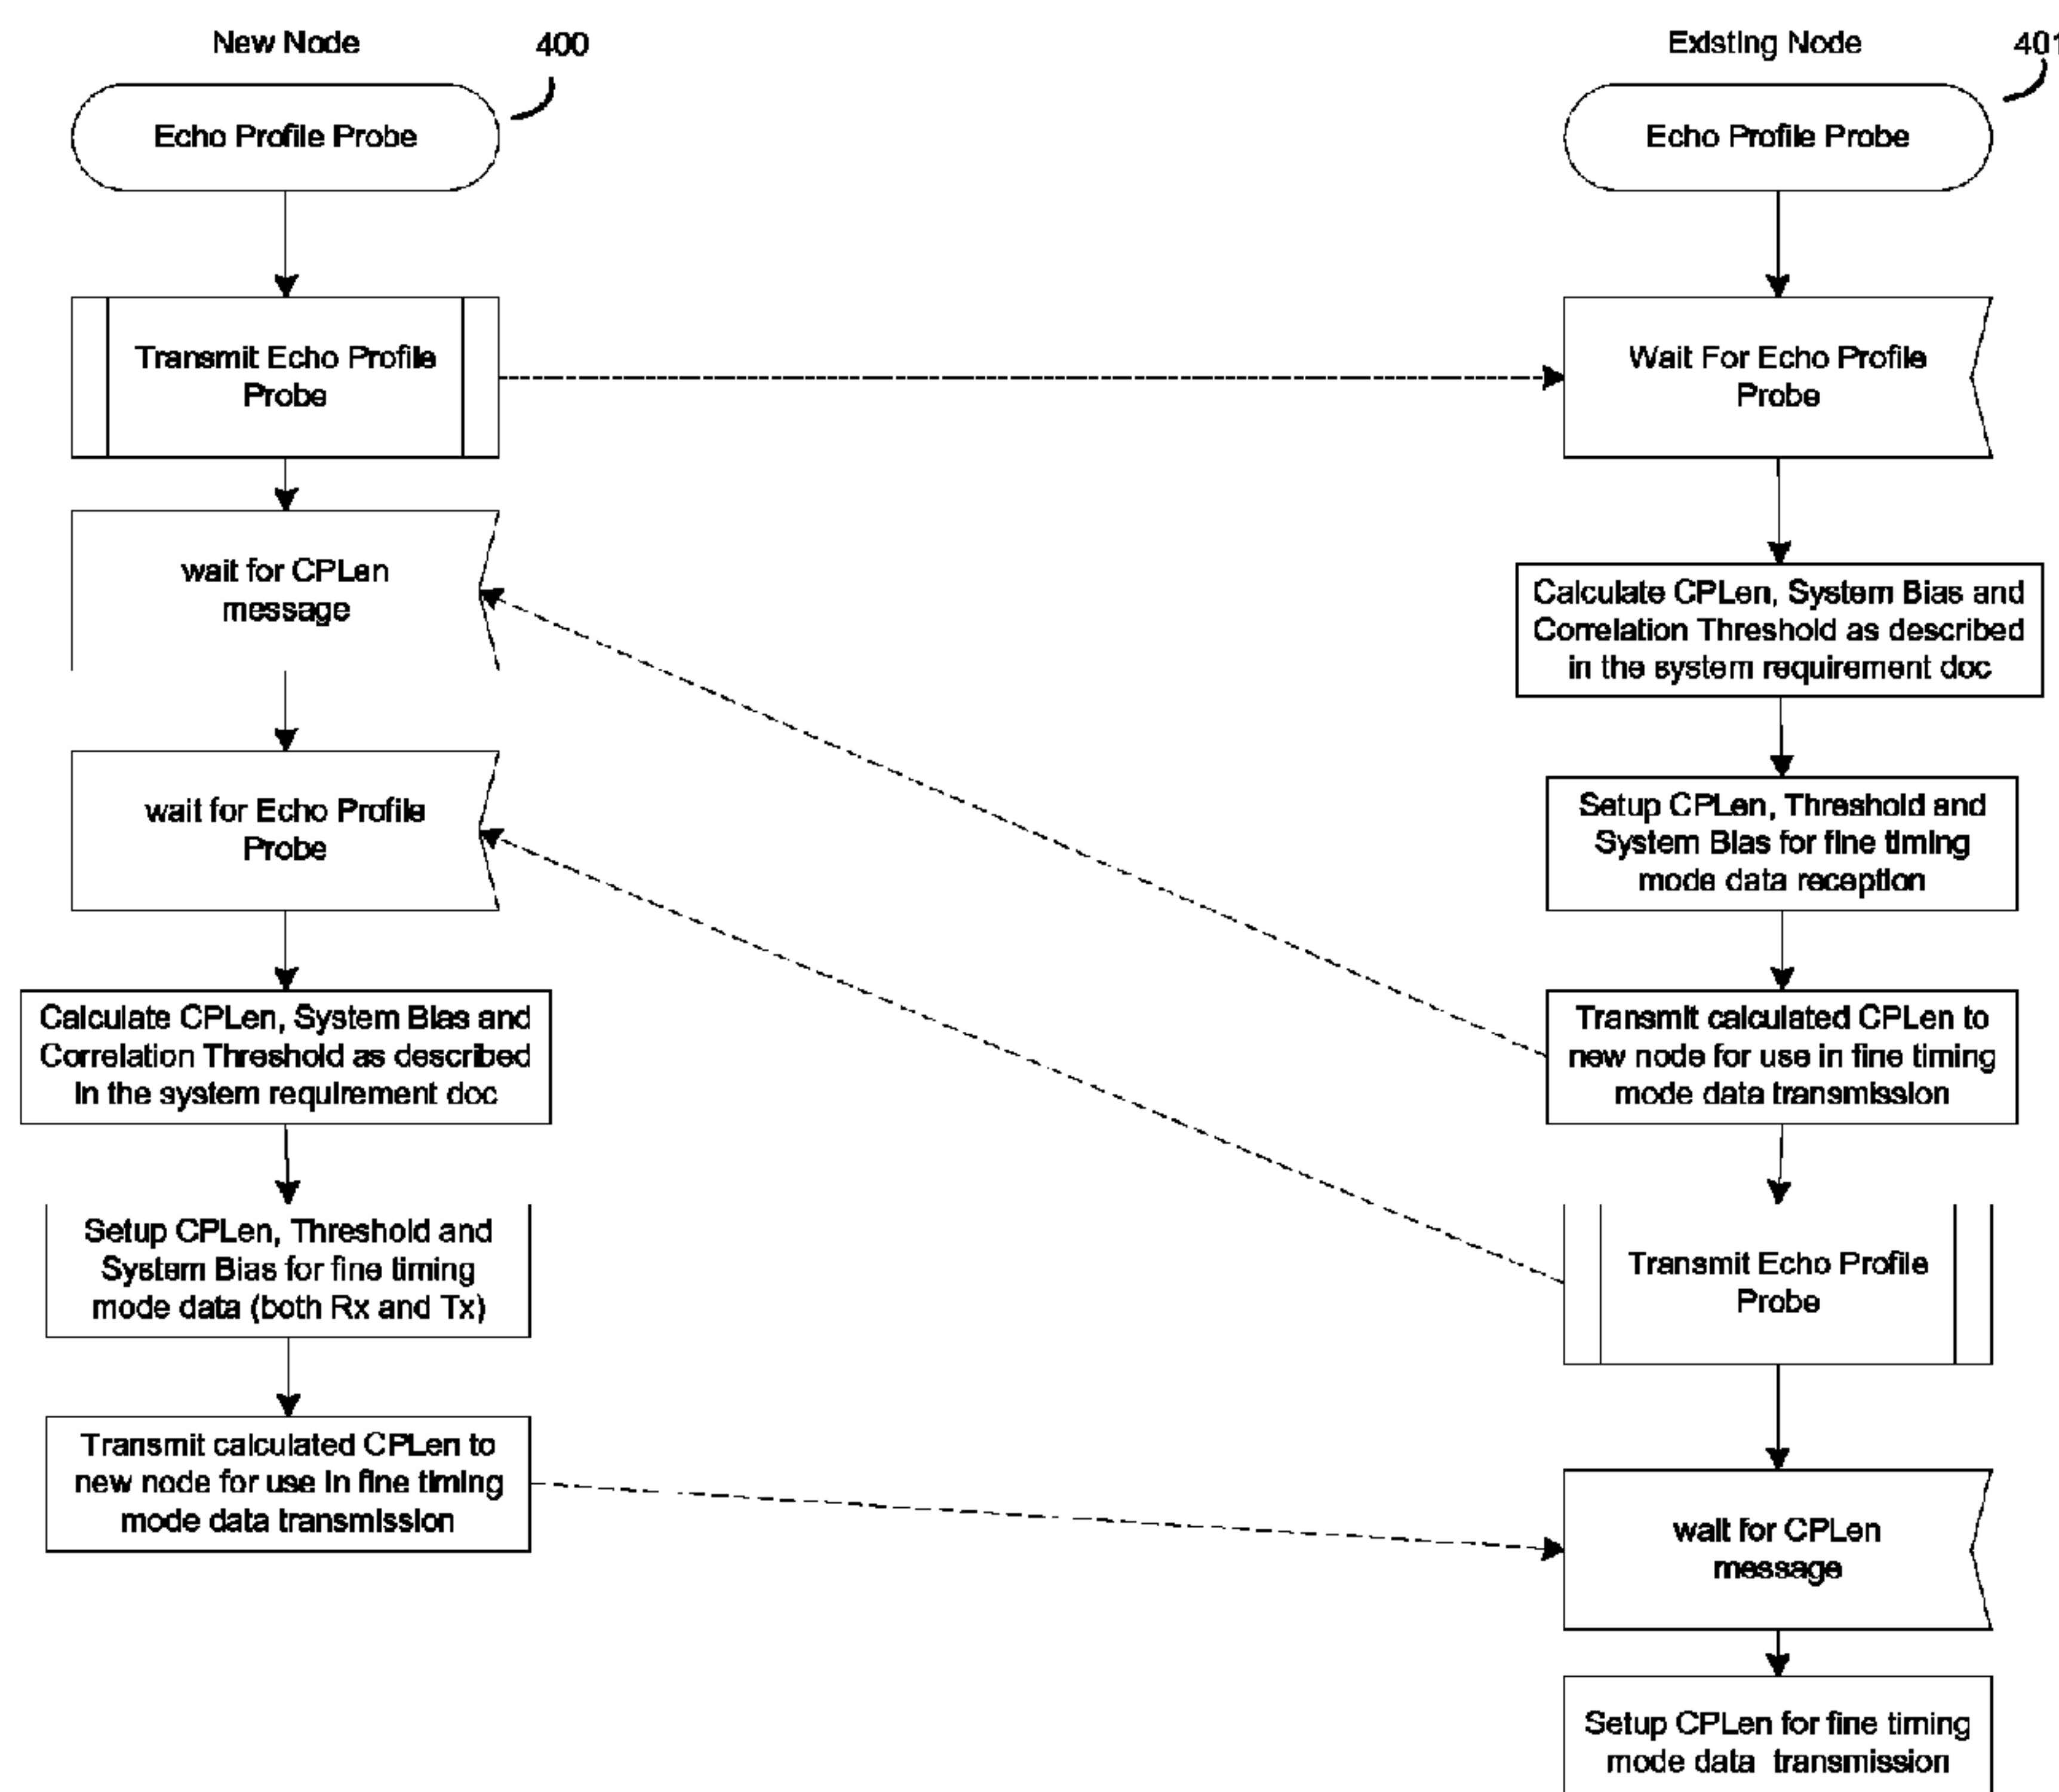 New Node
400
Echo Profile Probe
Transmit Echo Profile
Probe
wait for CPLen
message
wait for Echo Profile
Probe
Calculate CPLen, System Bias and
Correlation Threshold as described
in the system requirement doc
Setup CPLen, Threshold and
System Bias for fine timing
mode data (both Rx and Tx)
Transmit calculated CPLen to
new node for use in fine timing
mode data transmission
Existing Node
401
Echo Profile Probe
Wait For Echo Profile
Probe
Calculate CPLen, System Bias and
Correlation Threshold as described
in the system requirement doc
Setup CPLen, Threshold and
System Bias for fine timing
mode data reception
Transmit calculated CPLen to
new node for use in fine timing
mode data transmission
Transmit Echo Profile
Probe
wait for CPLen
message
Setup CPLen for fine timing
mode data transmission